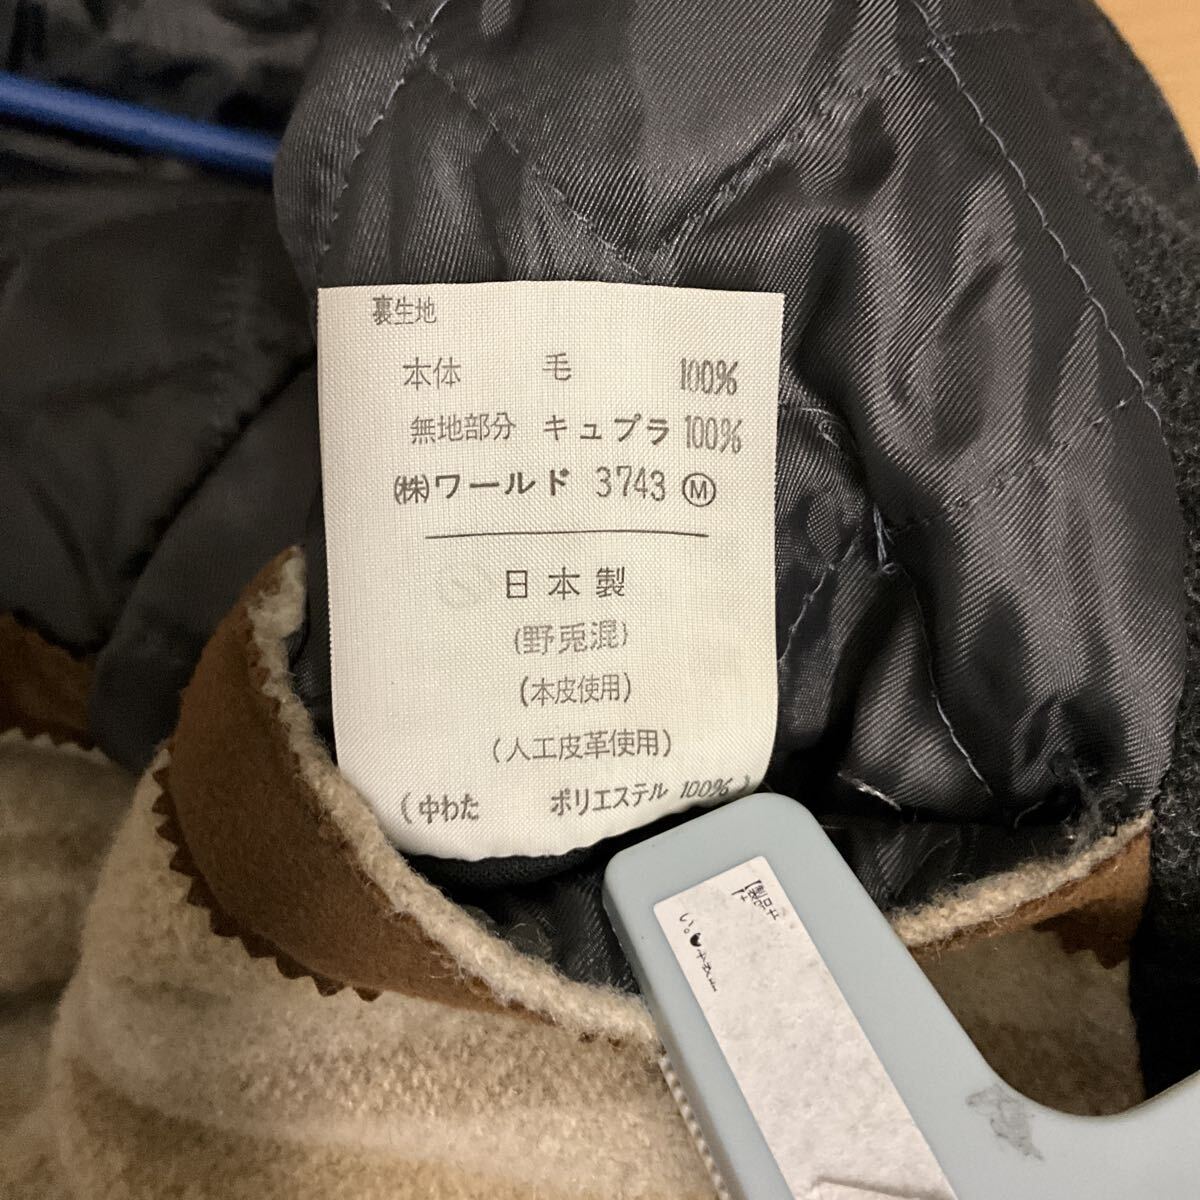 裏生地
本体 毛 100%
無地部分 キュプラ 100%
(株)ワールド 3743 Ⓜ
日本製
(野兎混)
(本皮使用)
(人工皮革使用)
《中わた ポリエステル 100%》